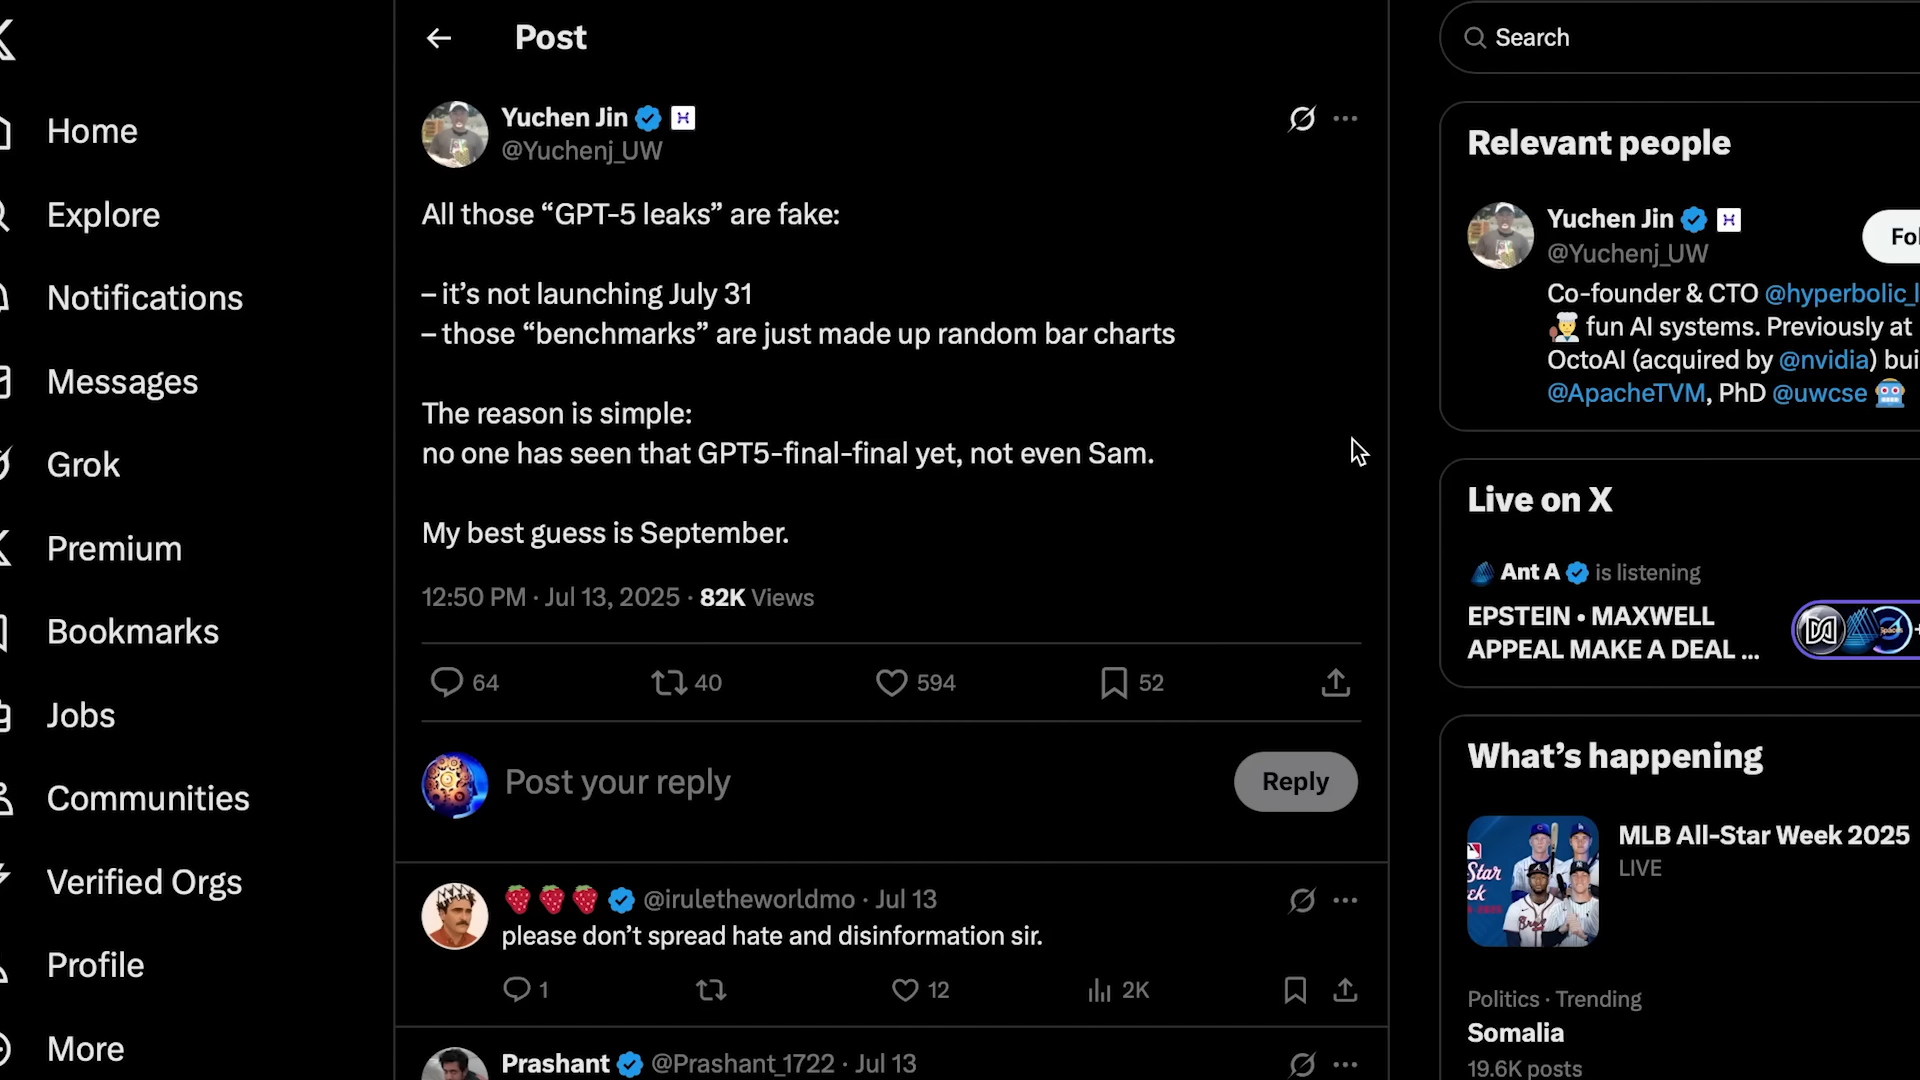 Post
Search
Home
Explore
Notifications
Messages
Grok
Premium
Bookmarks
Jobs
Communities
Verified Orgs
Profile
More
Yuchen Jin
@Yuchenj_UW
All those “GPT-5 leaks” are fake:
– it’s not launching July 31
– those “benchmarks” are just made up random bar charts
The reason is simple:
no one has seen that GPT5-final-final yet, not even Sam.
My best guess is September.
12:50 PM · Jul 13, 2025 · 82K Views
64 40 594 52
Post your reply
Reply
@iruletheworldmo · Jul 13
please don’t spread hate and disinformation sir.
1 12 2K
Prashant @Prashant_1722 · Jul 13
Relevant people
Yuchen Jin
@Yuchenj_UW
Co-founder & CTO @hyperbolic_
fun AI systems. Previously at
OctoAI (acquired by @nvidia)
@ApacheTVM, PhD @uwcse
Live on X
Ant A is listening
EPSTEIN • MAXWELL
APPEAL MAKE A DEAL ...
What’s happening
MLB All-Star Week 2025
LIVE
Politics · Trending
Somalia
19.6K posts